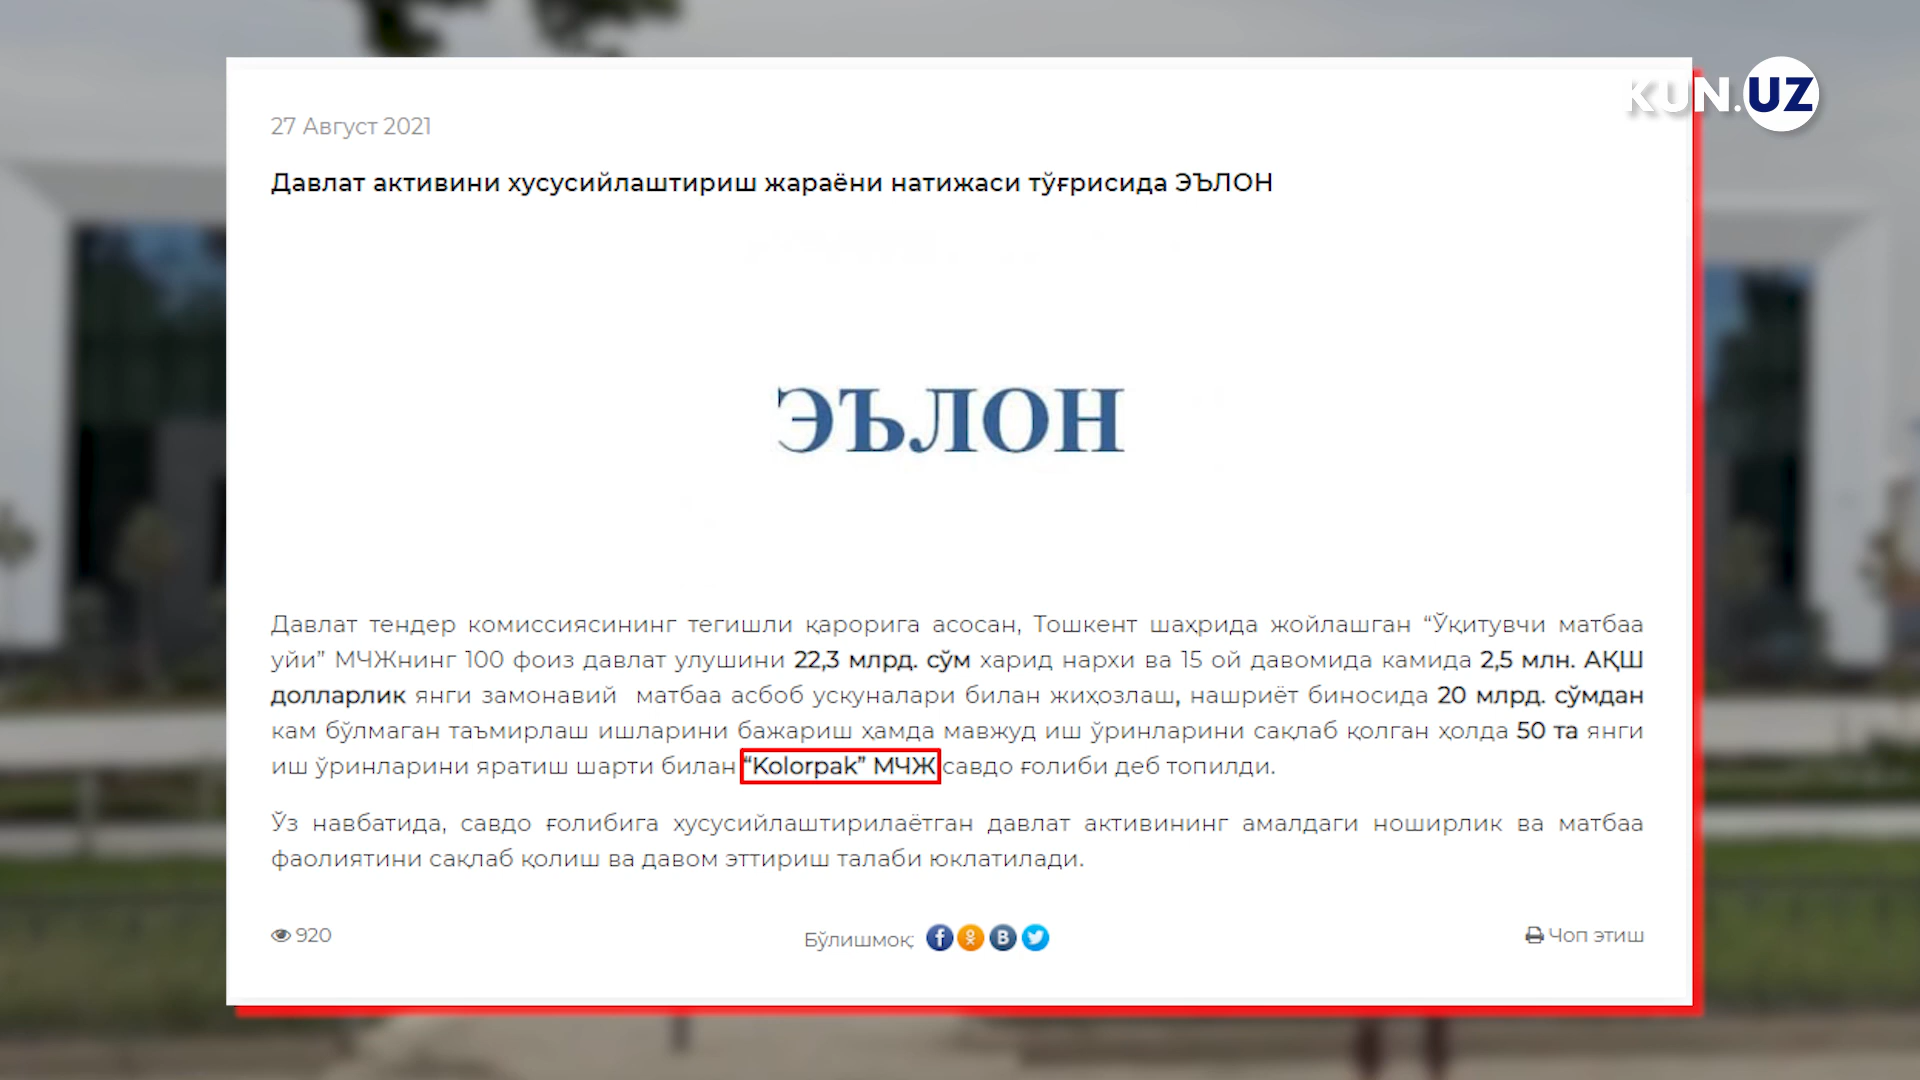 KUN.UZ
27 Август 2021
Давлат активини хусусийлаштириш жараёни натижаси тўғрисида ЭЪЛОН
ЭЪЛОН
Давлат тендер комиссиясининг тегишли қарорига асосан, Тошкент шаҳрида жойлашган “Ўқитувчи матбаа
уйи” МЧЖнинг 100 фоиз давлат улушини 22,3 млрд. сўм харид нархи ва 15 ой давомида камида 2,5 млн. АҚШ
долларлик янги замонавий матбаа асбоб ускуналари билан жиҳозлаш, нашриёт биносида 20 млрд. сўмдан
кам бўлмаган таъмирлаш ишларини бажариш ҳамда мавжуд иш ўринларини сақлаб қолган ҳолда 50 та янги
иш ўринларини яратиш шарти билан “Kolorpak” МЧЖ савдо ғолиби деб топилди.
Ўз навбатида, савдо ғолибига хусусийлаштирилаётган давлат активининг амалдаги ноширлик ва матбаа
фаолиятини сақлаб қолиш ва давом эттириш талаби юклатилади.
920
Бўлишмоқ:
Чоп этиш